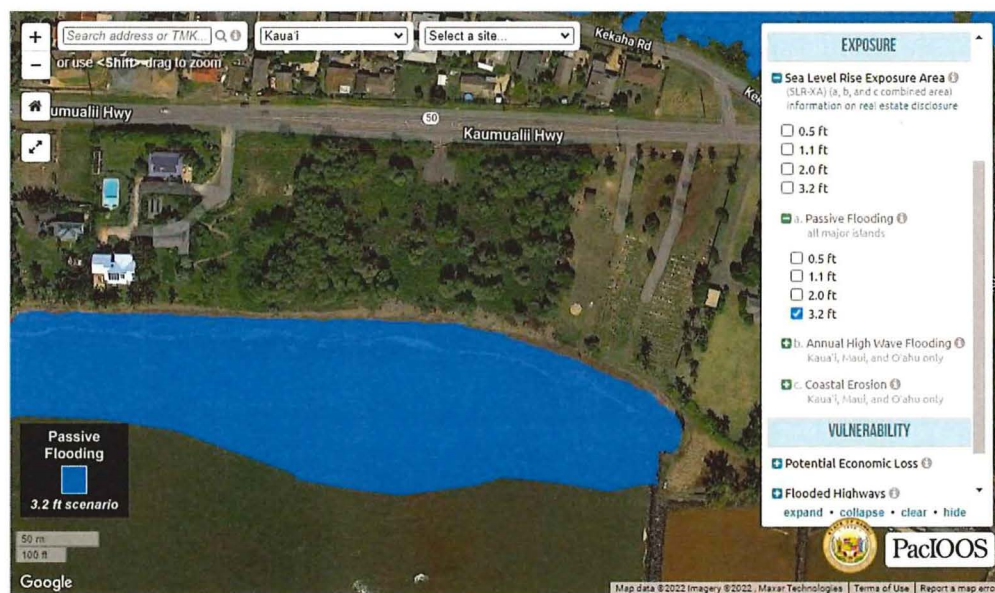 +
Search address or TMK...
Kaua'i
Select a site...
Kekaha Rd
−
or use <Shift>-drag to zoom
umualii Hwy
50
Kaumualii Hwy
EXPOSURE
Sea Level Rise Exposure Area
(SLR-XA) (a, b, and c combined area)
information on real estate disclosure
0.5 ft
1.1 ft
2.0 ft
3.2 ft
a. Passive Flooding
all major islands
0.5 ft
1.1 ft
2.0 ft
3.2 ft
b. Annual High Wave Flooding
Kaua'i, Maui, and O'ahu only
c. Coastal Erosion
Kaua'i, Maui, and O'ahu only
VULNERABILITY
Potential Economic Loss
Flooded Highways
expand • collapse • clear • hide
Passive
Flooding
3.2 ft scenario
50 m
100 ft
Google
PacIOOS
Map data ©2022 Imagery ©2022 , Maxar Technologies
Terms of Use
Report a map erro